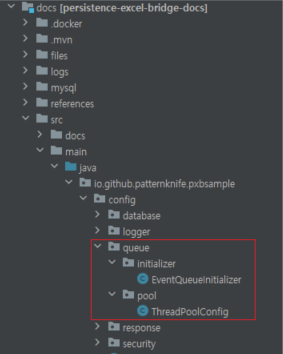 docs [persistence-excel-bridge-docs]
.docker
.mvn
files
logs
mysql
references
src
docs
main
java
io.github.patternknife.pxbsample
config
database
logger
queue
initializer
EventQueueInitializer
pool
ThreadPoolConfig
response
security